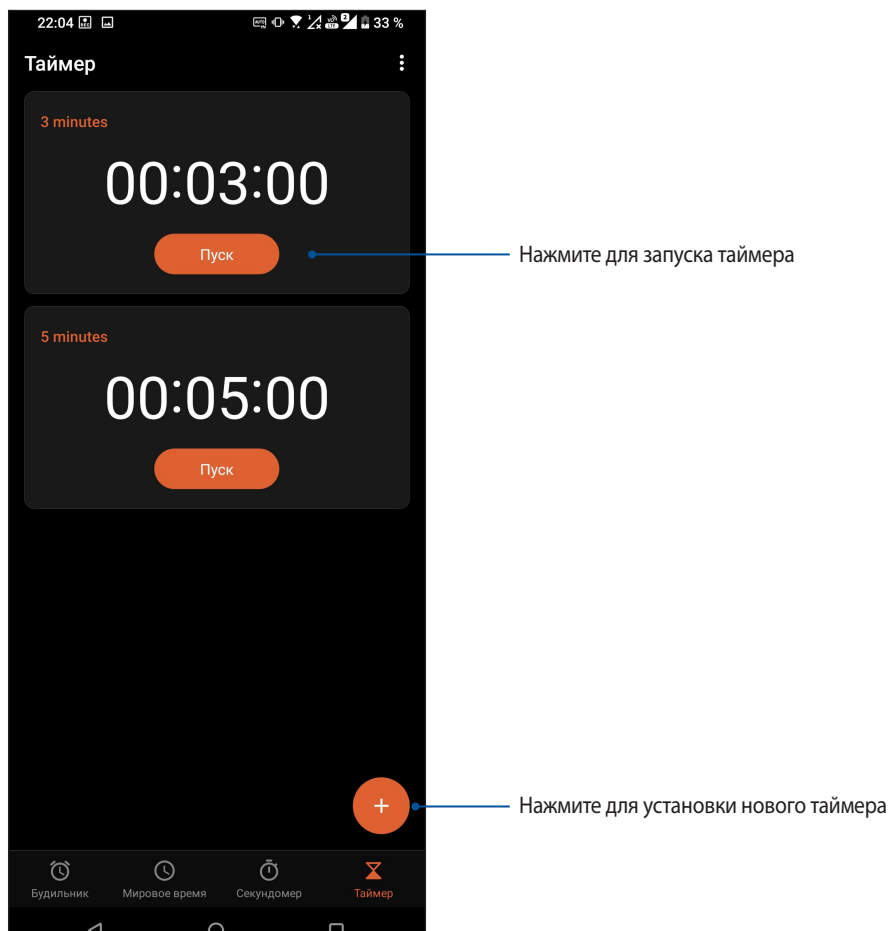 22:04 33 %
Таймер
3 minutes
00:03:00
Пуск
Нажмите для запуска таймера
5 minutes
00:05:00
Пуск
+
Нажмите для установки нового таймера
Будильник Мировое время Секундомер Таймер